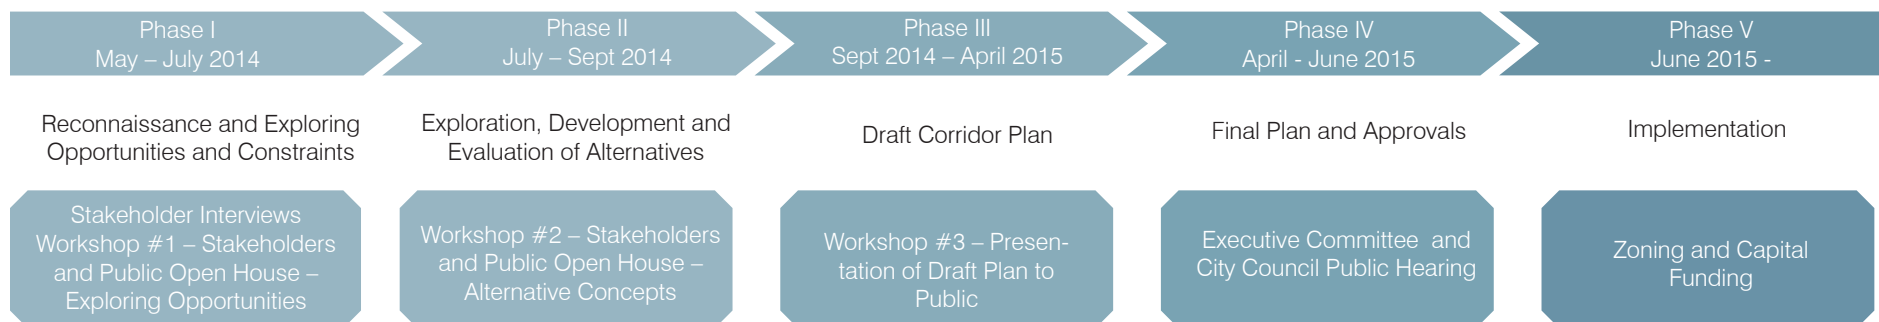 Phase I
May – July 2014
Phase II
July – Sept 2014
Phase III
Sept 2014 – April 2015
Phase IV
April - June 2015
Phase V
June 2015 -
Reconnaissance and Exploring
Opportunities and Constraints
Exploration, Development and
Evaluation of Alternatives
Draft Corridor Plan
Final Plan and Approvals
Implementation
Stakeholder Interviews
Workshop #1 – Stakeholders
and Public Open House –
Exploring Opportunities
Workshop #2 – Stakeholders
and Public Open House –
Alternative Concepts
Workshop #3 – Presen-
tation of Draft Plan to
Public
Executive Committee and
City Council Public Hearing
Zoning and Capital
Funding